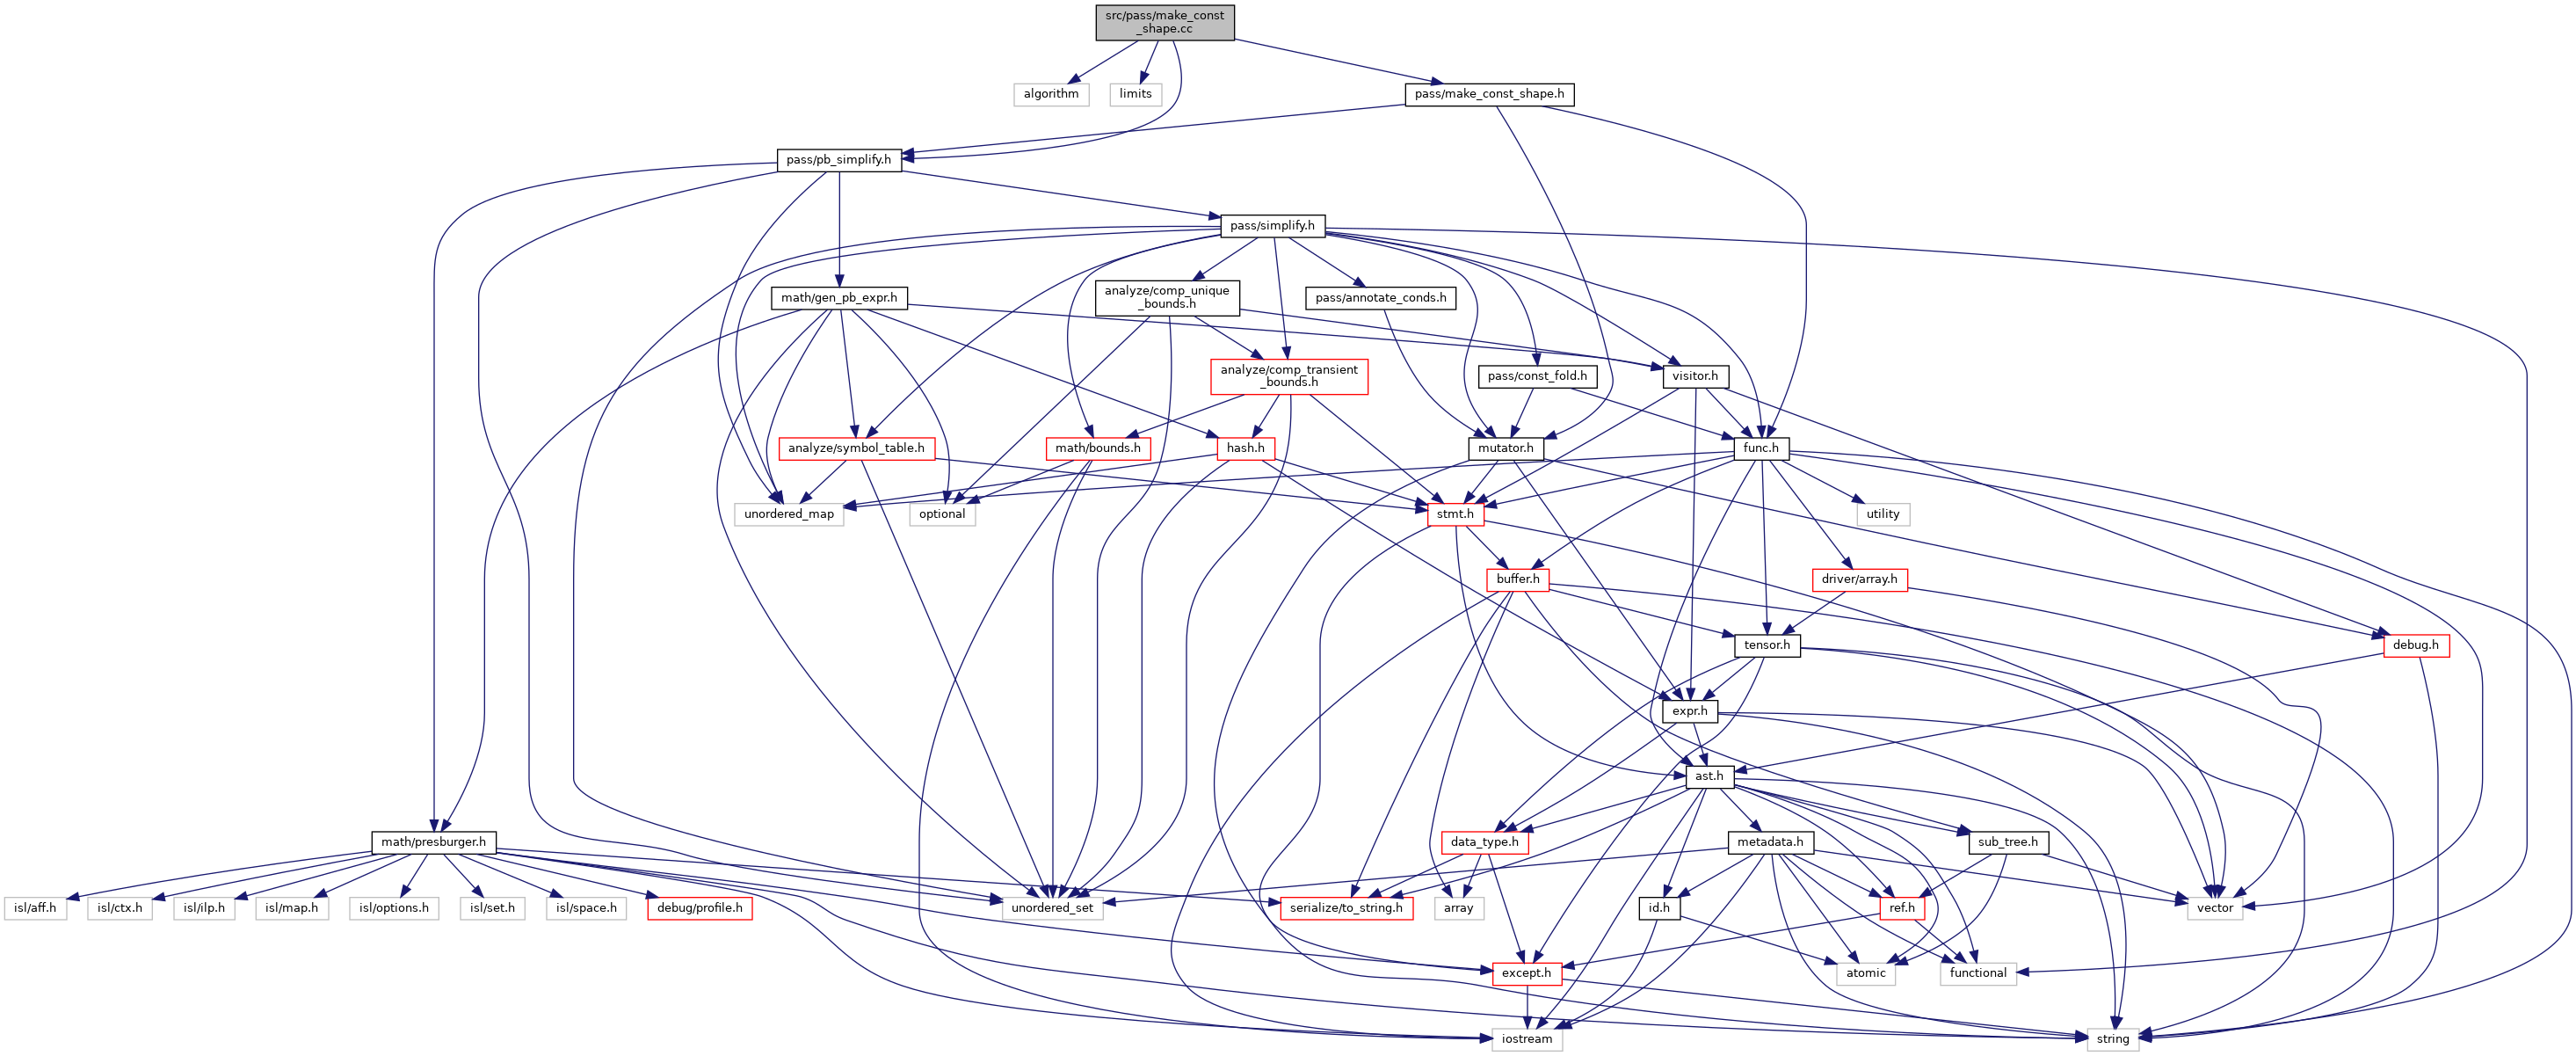 src/pass/make_const
_shape.cc
algorithm
limits
pass/make_const_shape.h
pass/pb_simplify.h
pass/simplify.h
math/gen_pb_expr.h
analyze/comp_unique
_bounds.h
pass/annotate_conds.h
analyze/comp_transient
_bounds.h
pass/const_fold.h
visitor.h
analyze/symbol_table.h
math/bounds.h
hash.h
mutator.h
func.h
unordered_map
optional
stmt.h
utility
buffer.h
driver/array.h
tensor.h
debug.h
expr.h
ast.h
math/presburger.h
data_type.h
metadata.h
sub_tree.h
isl/aff.h
isl/ctx.h
isl/ilp.h
isl/map.h
isl/options.h
isl/set.h
isl/space.h
debug/profile.h
unordered_set
serialize/to_string.h
array
id.h
ref.h
vector
except.h
atomic
functional
iostream
string